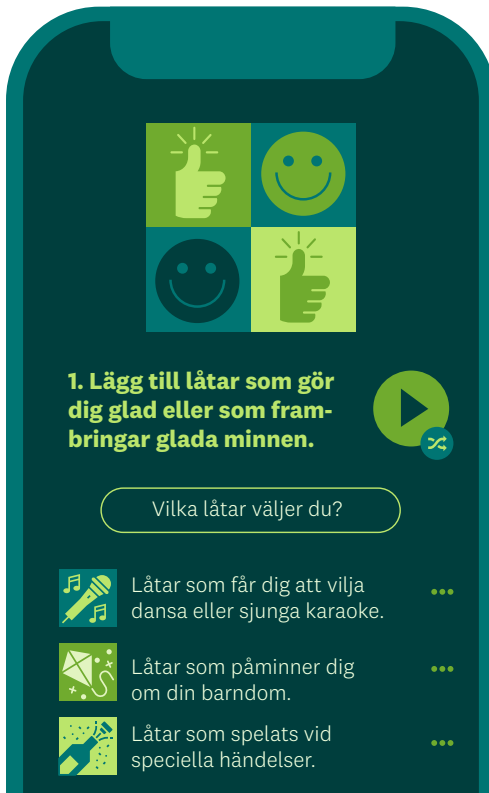 1. Lägg till låtar som gör
dig glad eller som fram-
bringar glada minnen.
Vilka låtar väljer du?
Låtar som får dig att vilja
dansa eller sjunga karaoke.
Låtar som påminner dig
om din barndom.
Låtar som spelats vid
speciella händelser.